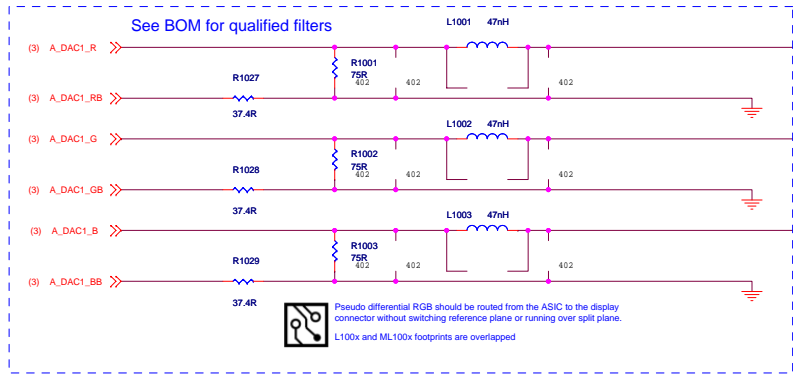 See BOM for qualified filters
L1001 47nH
(3) A_DAC1_R
R1001
75R
R1027
402 402 402
(3) A_DAC1_RB
37.4R
L1002 47nH
(3) A_DAC1_G
R1002
75R
R1028
402 402 402
(3) A_DAC1_GB
37.4R
L1003 47nH
(3) A_DAC1_B
R1003
75R
R1029
402 402 402
(3) A_DAC1_BB
37.4R
Pseudo differential RGB should be routed from the ASIC to the display
connector without switching reference plane or running over split plane.
L100x and ML100x footprints are overlapped